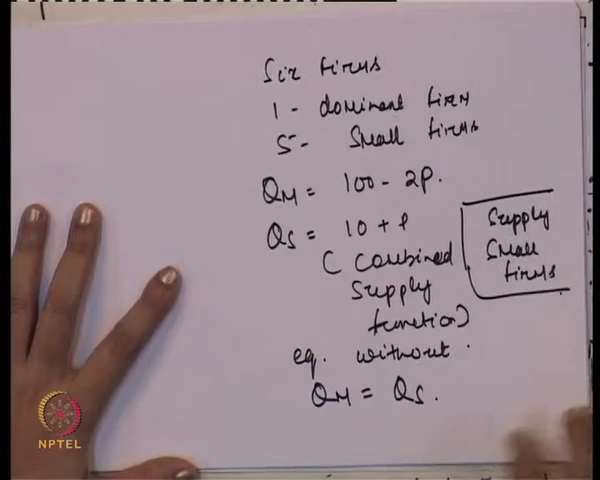 Six firms
1 - dominant firm
5 - Small firms
QM = 100 - 2P.
QS = 10 + P
( combined
supply
function)
Supply
Small
firms
eq. without.
QM = QS.
NPTEL